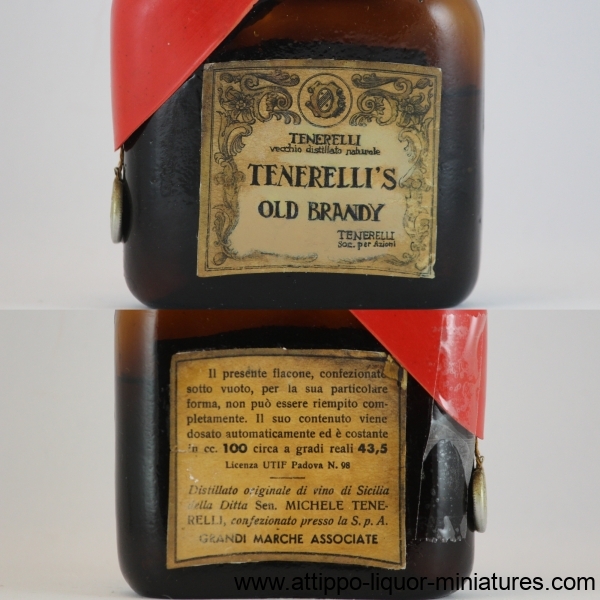 TENERELLI
vecchio distillato naturale
TENERELLI'S
OLD BRANDY
TENERELLI
Soc. per Azioni
Il presente flacone, confezionato
sotto vuoto, per la sua particolare
forma, non può essere riempito com-
pletamente. Il suo contenuto viene
dosato automaticamente ed è costante
in cc. 100 circa a gradi reali 43,5
Licenza UTIF Padova N. 98
Distillato originale di vino di Sicilia
della Ditta Sen. MICHELE TENE-
RELLI, confezionato presso la S. p. A.
GRANDI MARCHE ASSOCIATE
www.attippo-liquor-miniatures.com